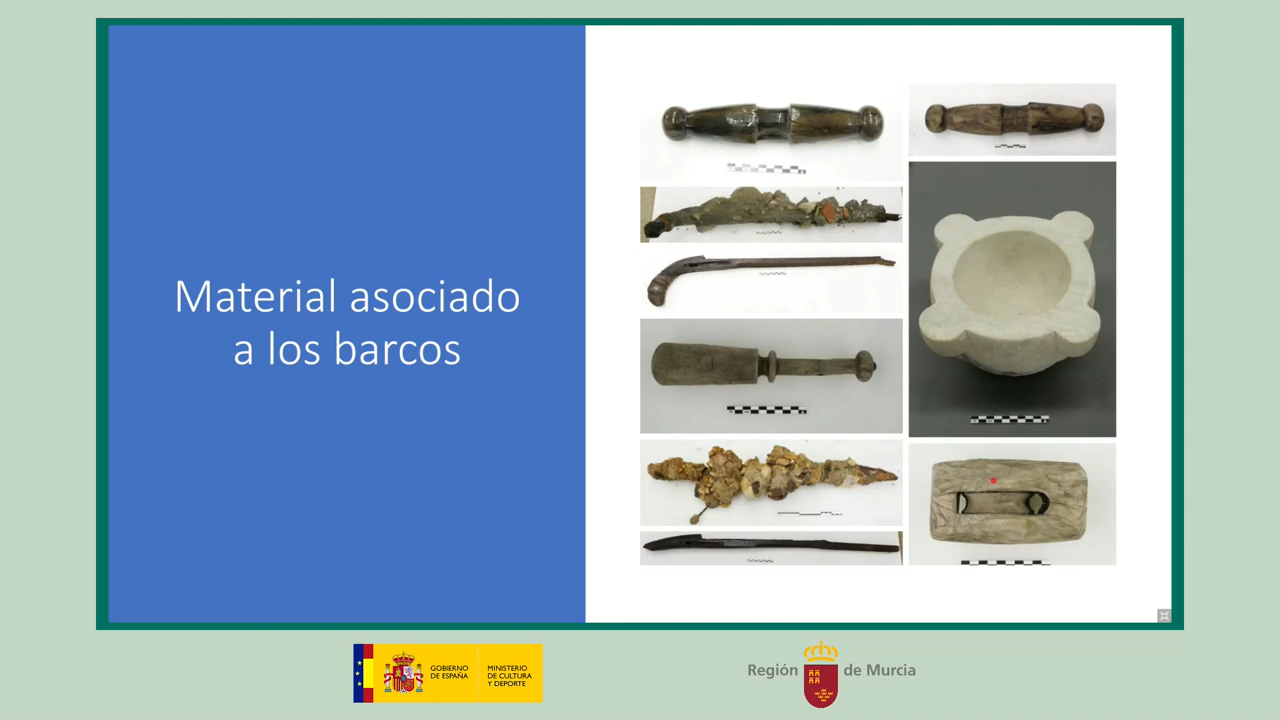 Material asociado
a los barcos
GOBIERNO
DE ESPAÑA
MINISTERIO
DE CULTURA
Y DEPORTE
Región de Murcia